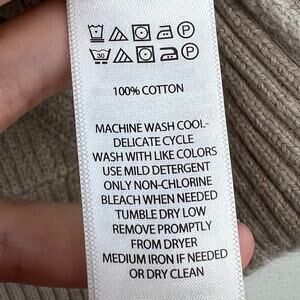 P
30
P
100% COTTON
MACHINE WASH COOL-
DELICATE CYCLE
WASH WITH LIKE COLORS
USE MILD DETERGENT
ONLY NON-CHLORINE
BLEACH WHEN NEEDED
TUMBLE DRY LOW
REMOVE PROMPTLY
FROM DRYER
MEDIUM IRON IF NEEDED
OR DRY CLEAN